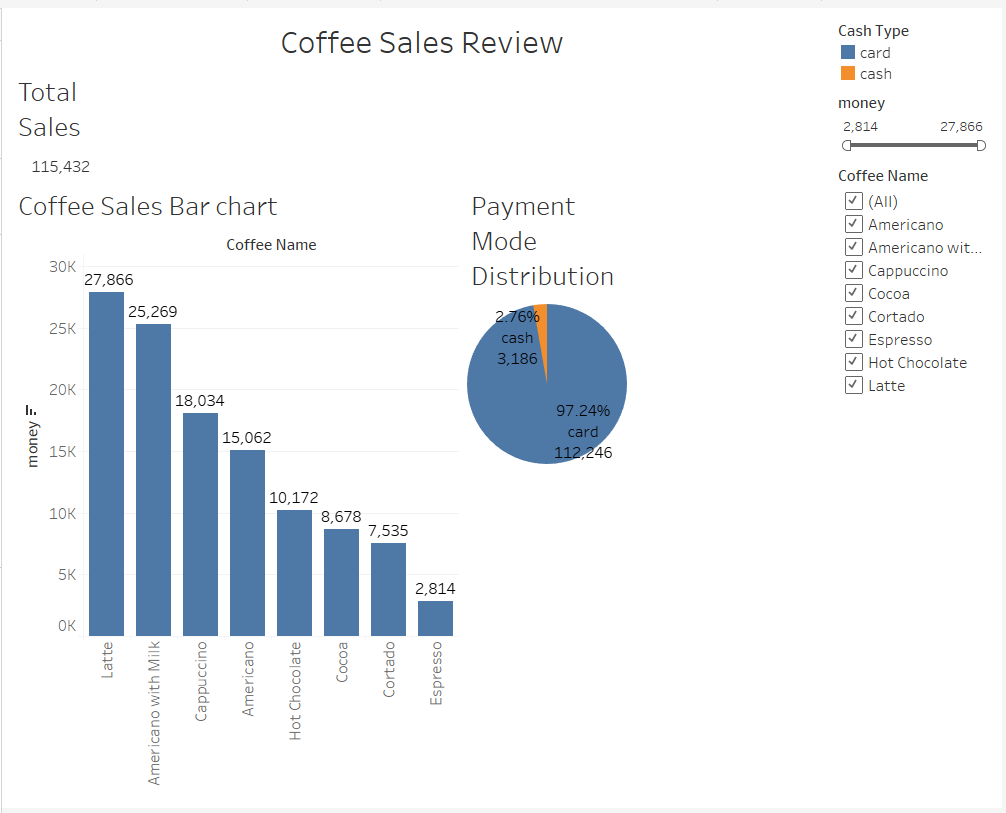 Coffee Sales Review
Total
Sales
115,432
Coffee Sales Bar chart
Coffee Name
money
30K
25K
20K
15K
10K
5K
0K
27,866
25,269
18,034
15,062
10,172
8,678
7,535
2,814
Latte
Americano with Milk
Cappuccino
Americano
Hot Chocolate
Cocoa
Cortado
Espresso
Payment
Mode
Distribution
2.76%
cash
3,186
97.24%
card
112,246
Cash Type
card
cash
money
2,814 27,866
Coffee Name
(All)
Americano
Americano wit...
Cappuccino
Cocoa
Cortado
Espresso
Hot Chocolate
Latte